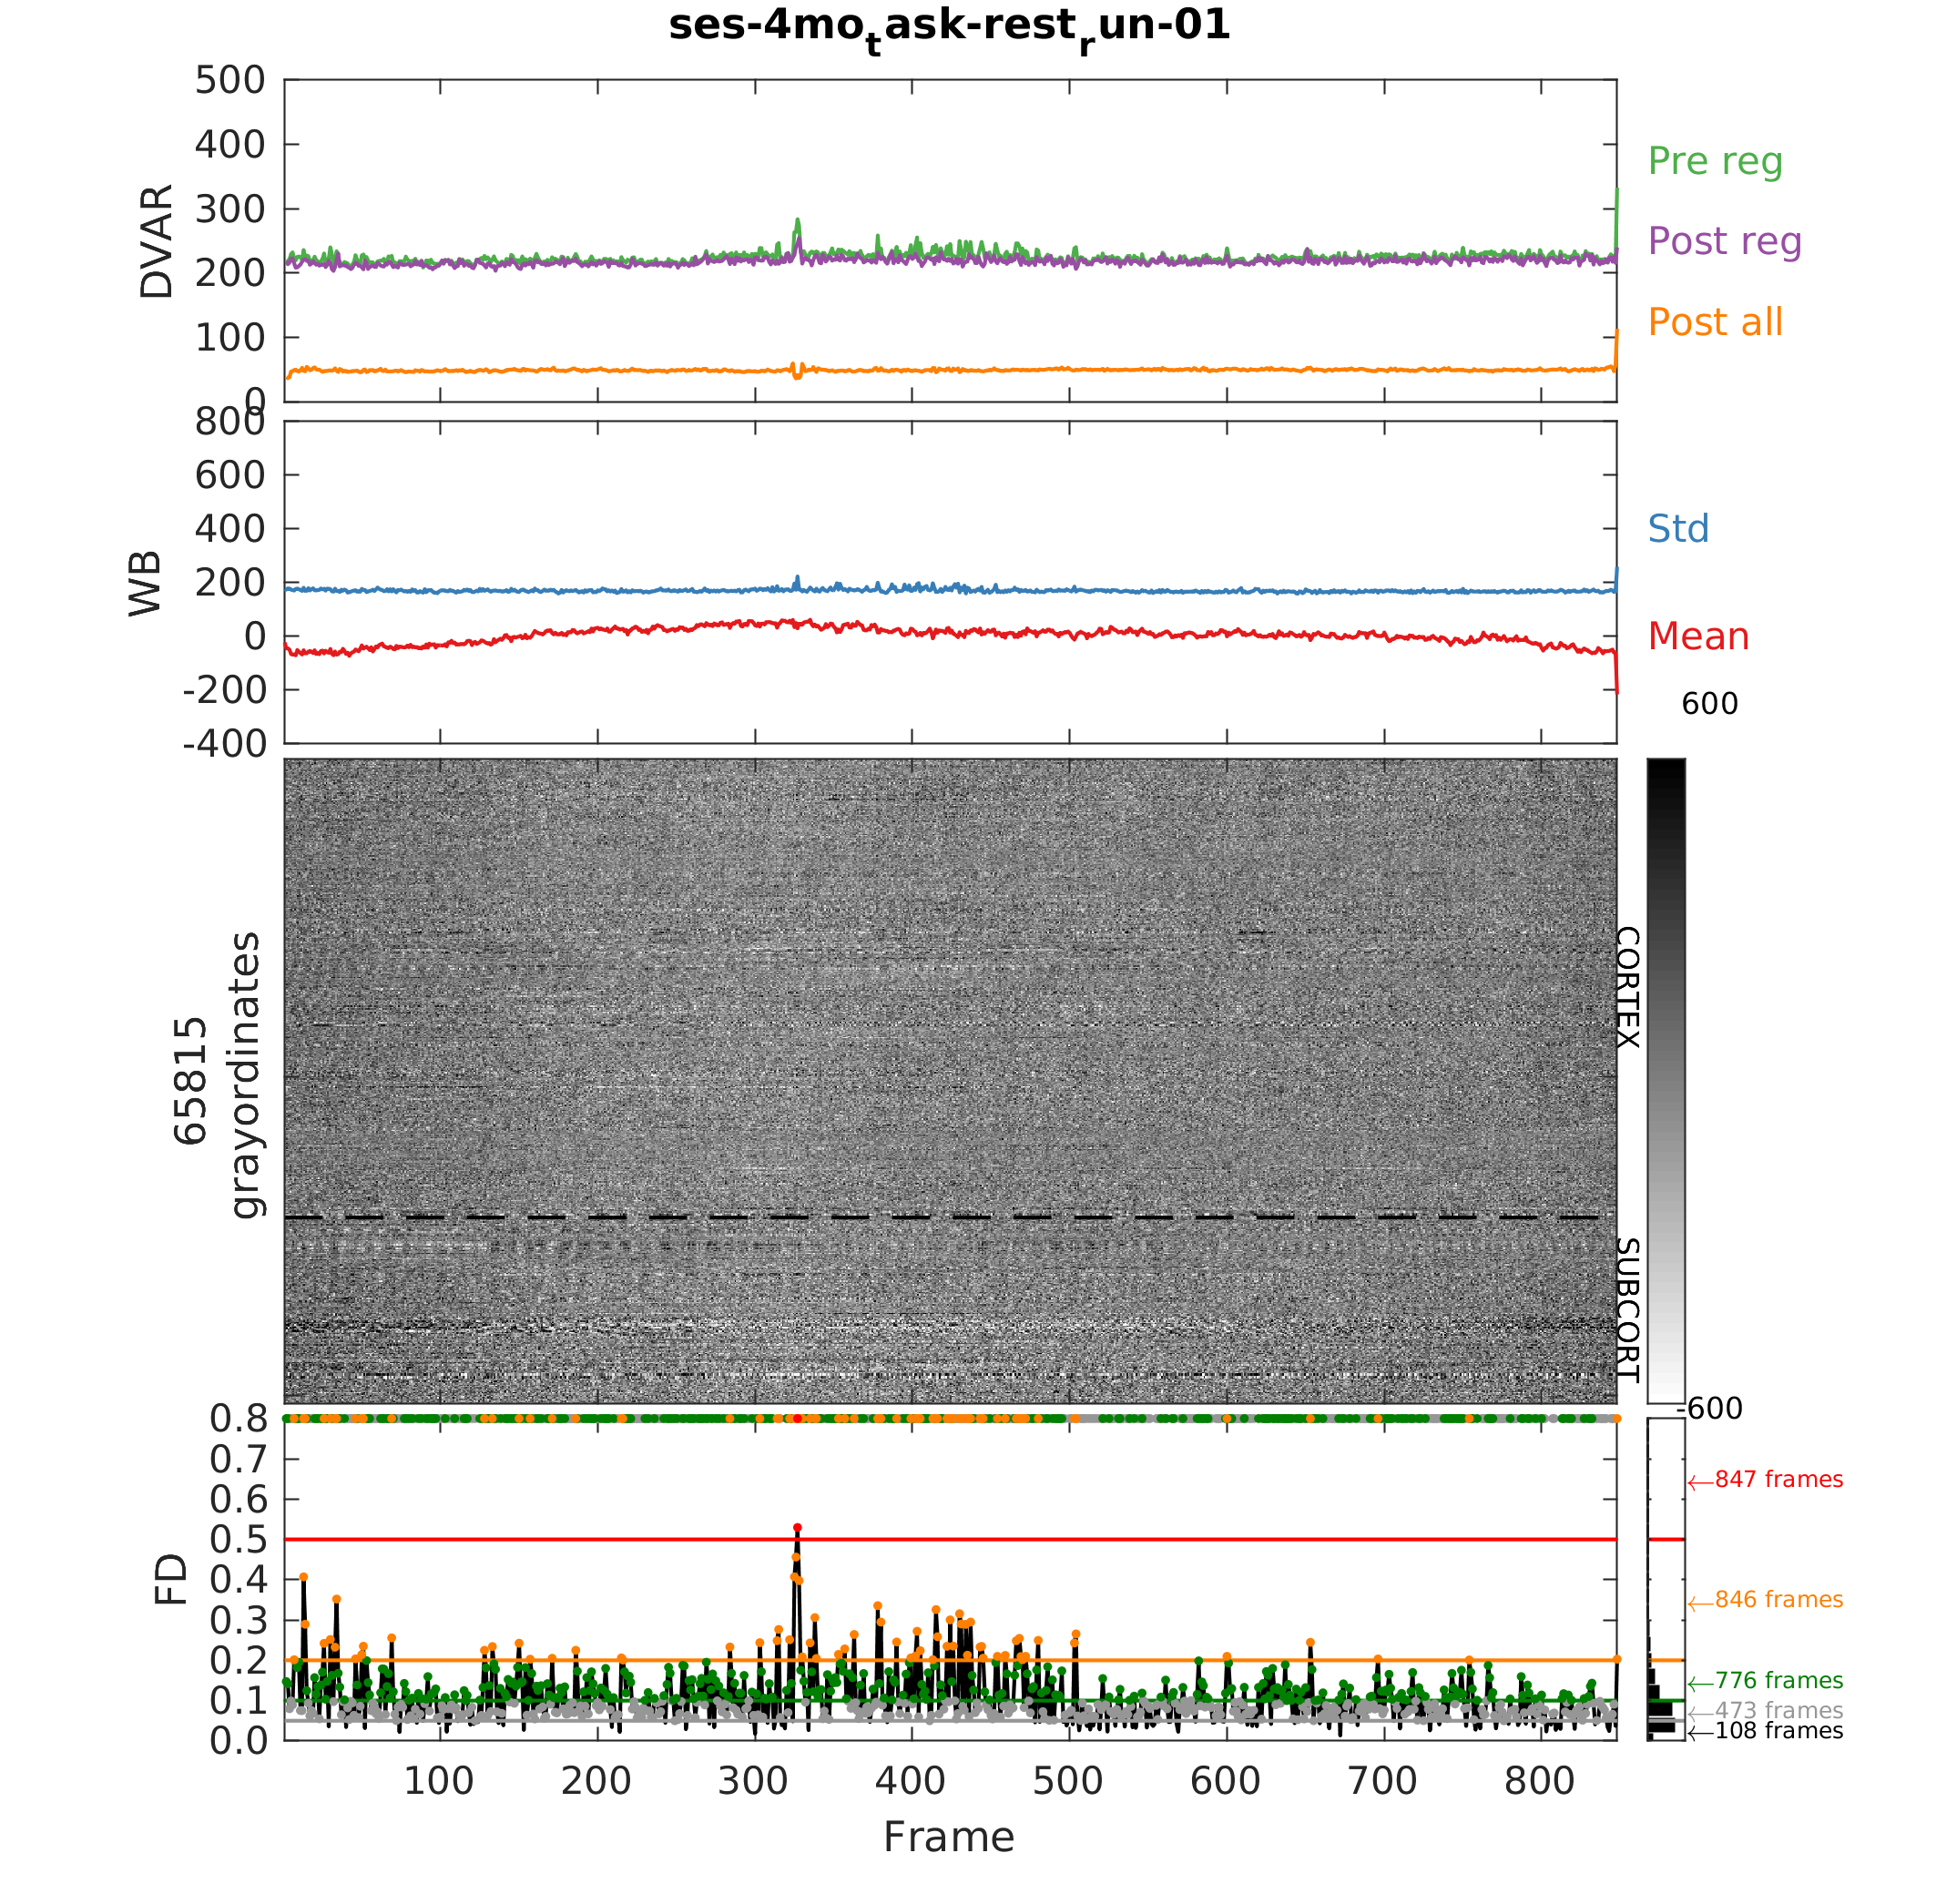 ses-4mo_task-rest_run-01
500
400
300
200
100
0
DVAR
Pre reg
Post reg
Post all
800
600
400
200
0
-200
-400
WB
Std
Mean
600
65815
grayordinates
CORTEX
SUBCORT
-600
0.8
0.7
0.6
0.5
0.4
0.3
0.2
0.1
0.0
FD
←847 frames
←846 frames
←776 frames
←473 frames
←108 frames
100 200 300 400 500 600 700 800
Frame